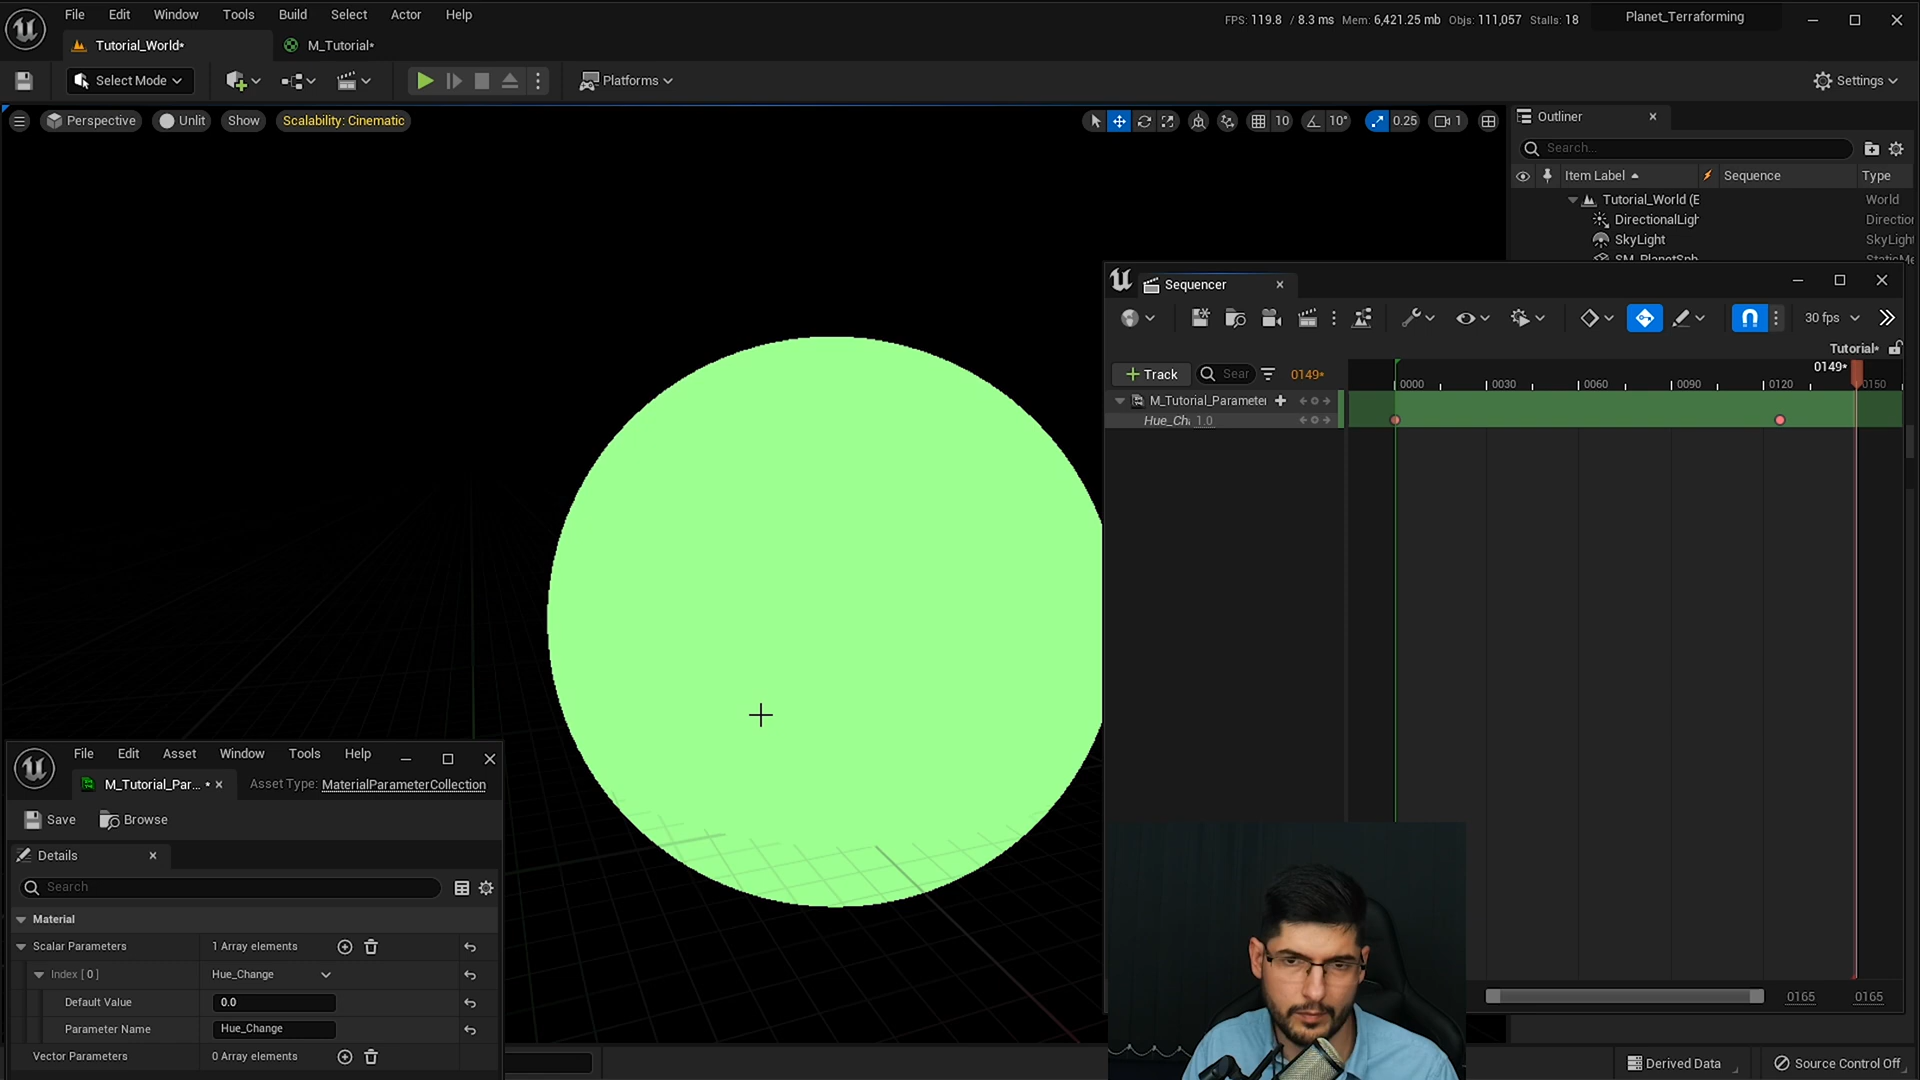 File Edit Window Tools Build Select Actor Help
FPS: 119.8 / 8.3 ms Mem: 6,421.25 mb Objs: 111,057 Stalls: 18
Planet_Terraforming
Tutorial_World*
M_Tutorial*
Select Mode
Platforms
Settings
Perspective
Unlit
Show
Scalability: Cinematic
10
10°
0.25
1
Outliner
Search...
Item Label
Sequence
Type
Tutorial_World (E
World
DirectionalLigh
Direction
SkyLight
SkyLight
SM_PlanetSph
StaticMe
Sequencer
30 fps
Tutorial*
Track
Sear
0149*
0149*
0000 0030 0060 0090 0120 0150
M_Tutorial_Parameter
Hue_Ch 1.0
0165 0165
File Edit Asset Window Tools Help
M_Tutorial_Par... *
Asset Type: MaterialParameterCollection
Save
Browse
Details
Search
Material
Scalar Parameters 1 Array elements
Index [ 0 ] Hue_Change
Default Value 0.0
Parameter Name Hue_Change
Vector Parameters 0 Array elements
Derived Data
Source Control Off